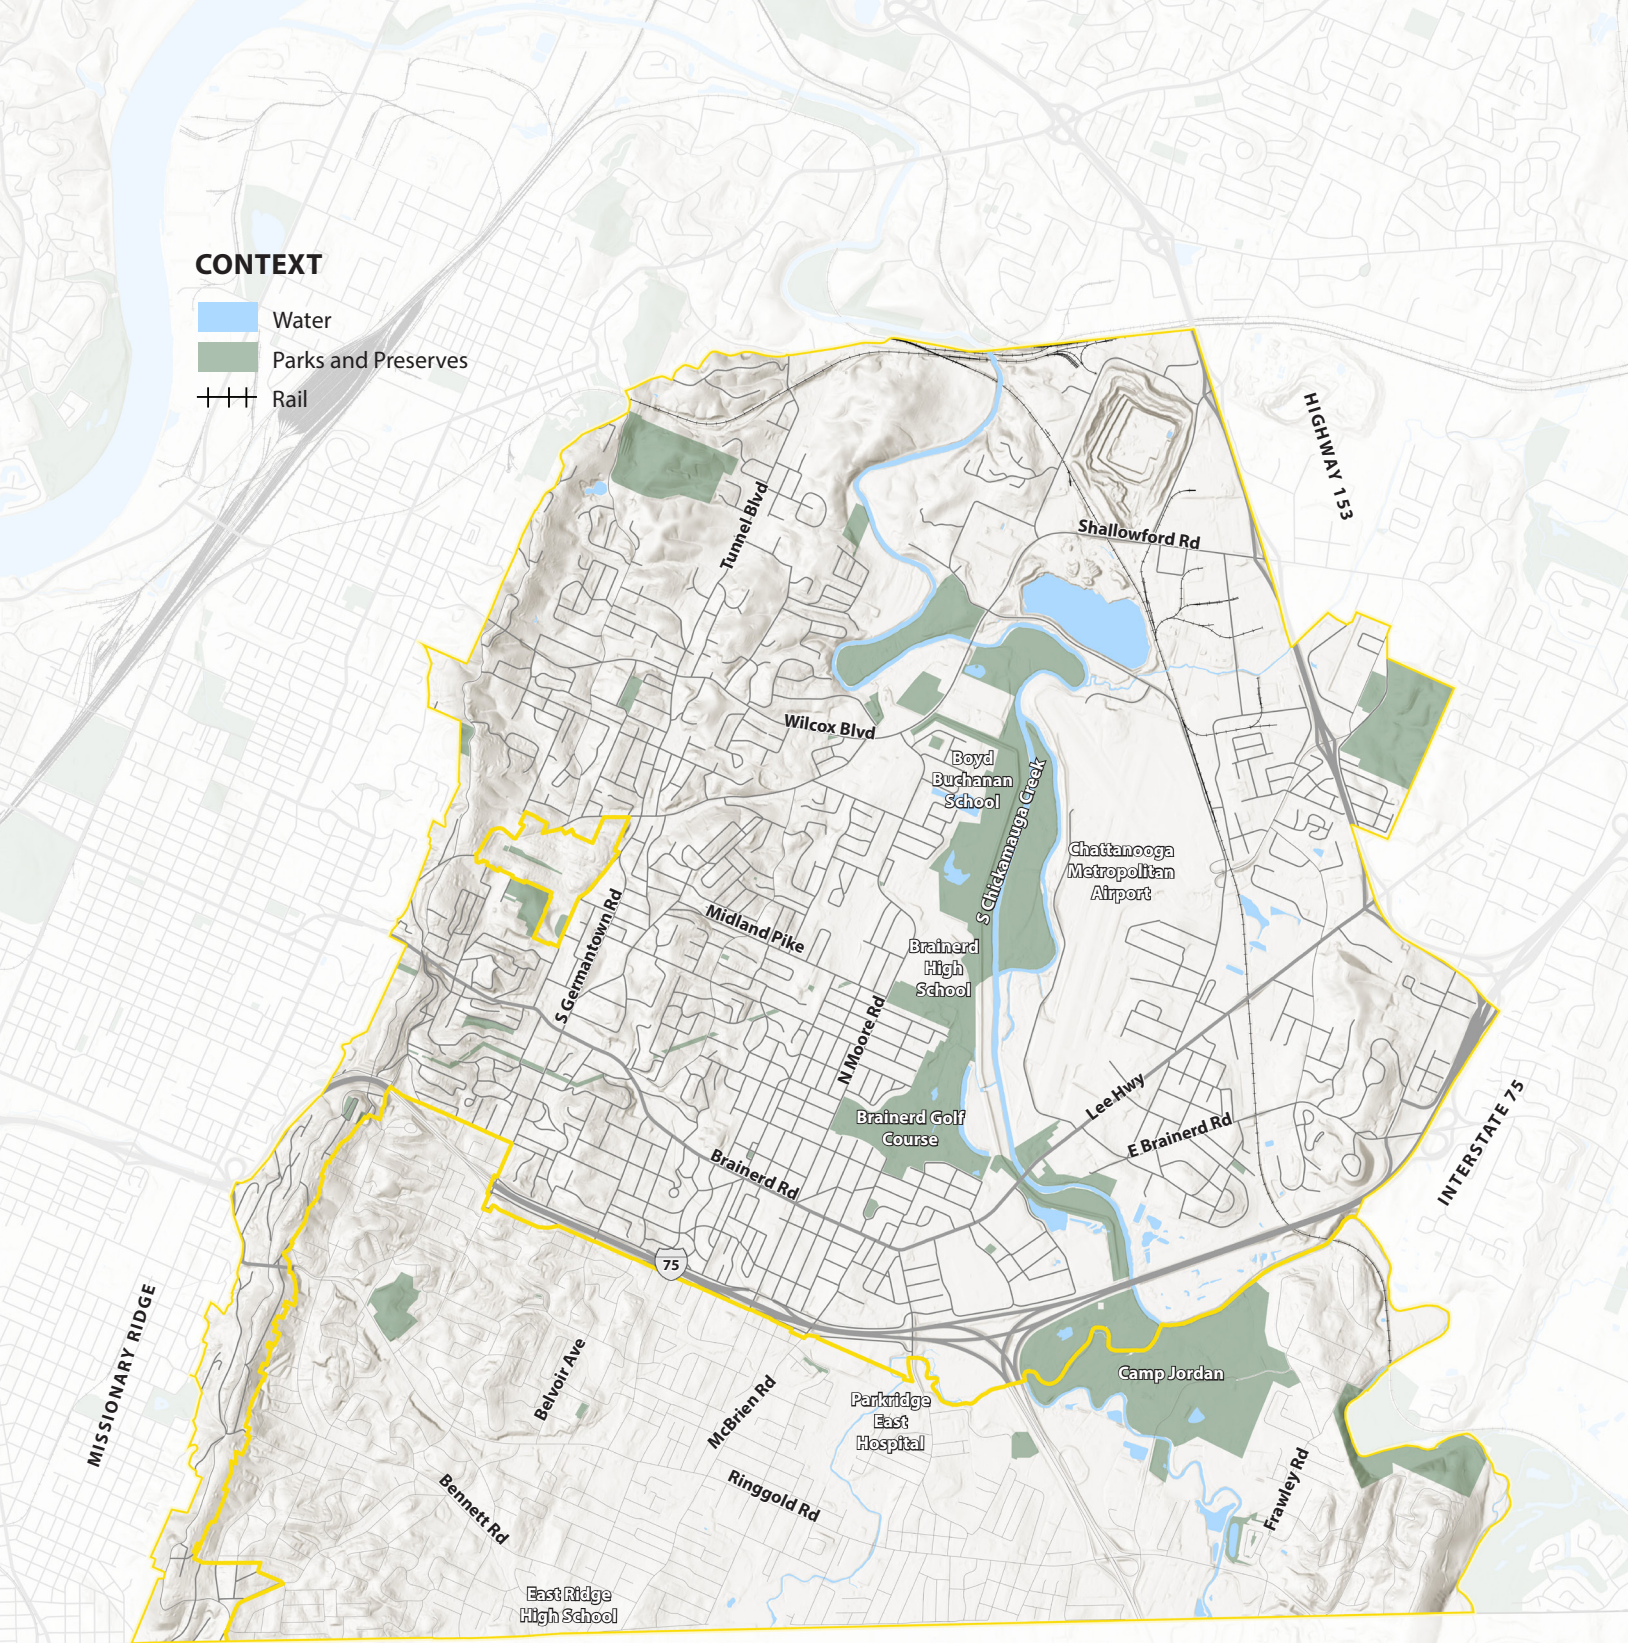 CONTEXT
Water
Parks and Preserves
Rail
HIGHWAY 153
Tunnel Blvd
Shallowford Rd
Wilcox Blvd
Boyd
Buchanan
School
S Chickamauga Creek
Chattanooga
Metropolitan
Airport
S Germantown Rd
Midland Pike
Brainerd
High
School
N Moore Rd
Lee Hwy
Brainerd Golf
Course
E Brainerd Rd
INTERSTATE 75
Brainerd Rd
75
MISSIONARY RIDGE
Belvoir Ave
McBrien Rd
Camp Jordan
Parkridge
East
Hospital
Bennett Rd
Ringgold Rd
Frawley Rd
East Ridge
High School